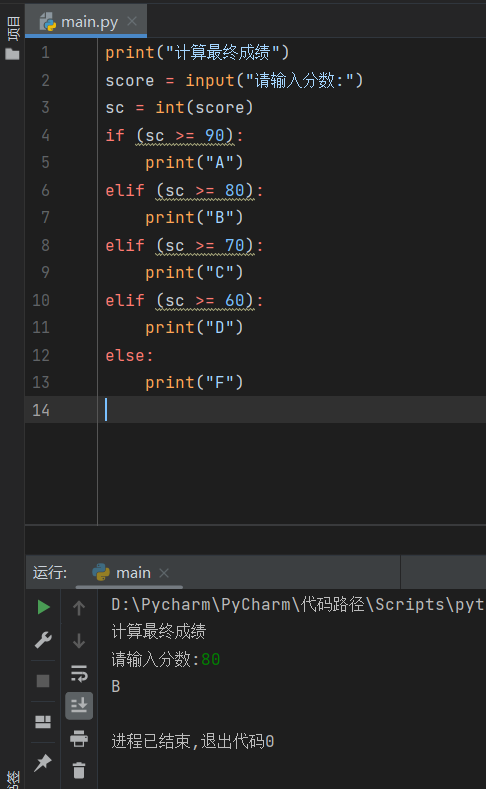 项目
main.py
1 print("计算最终成绩")
2 score = input("请输入分数:")
3 sc = int(score)
4 if (sc >= 90):
5     print("A")
6 elif (sc >= 80):
7     print("B")
8 elif (sc >= 70):
9     print("C")
10 elif (sc >= 60):
11     print("D")
12 else:
13     print("F")
14
运行: main
D:\Pycharm\PyCharm\代码路径\Scripts\pyt
计算最终成绩
请输入分数:80
B
进程已结束,退出代码0